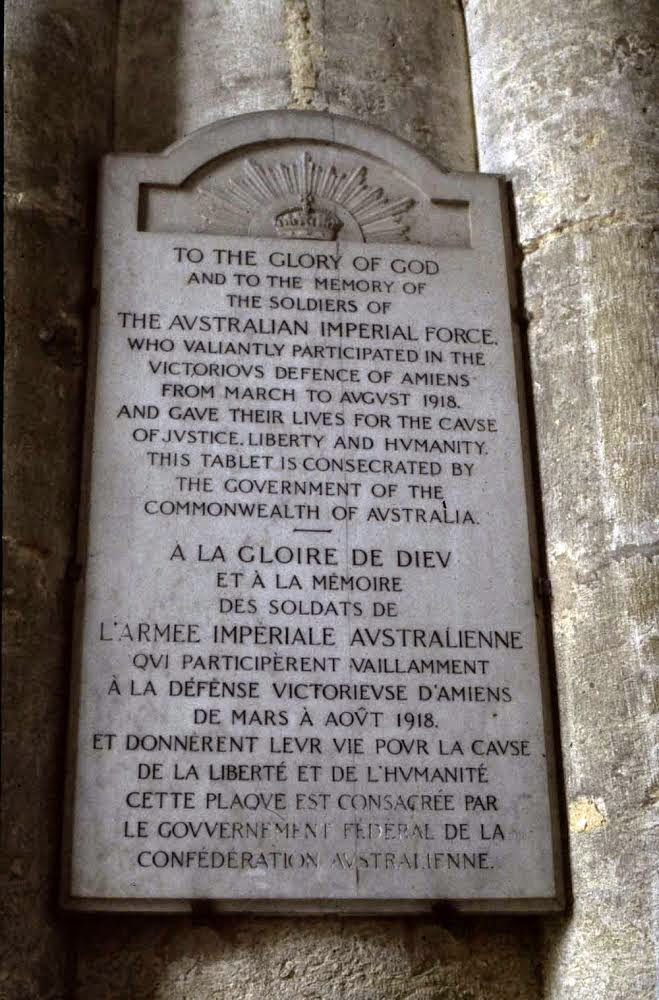 TO THE GLORY OF GOD
AND TO THE MEMORY OF
THE SOLDIERS OF
THE AVSTRALIAN IMPERIAL FORCE.
WHO VALIANTLY PARTICIPATED IN THE
VICTORIOVS DEFENCE OF AMIENS
FROM MARCH TO AVGVST 1918.
AND GAVE THEIR LIVES FOR THE CAVSE
OF JVSTICE. LIBERTY AND HVMANITY.
THIS TABLET IS CONSECRATED BY
THE GOVERNMENT OF THE
COMMONWEALTH OF AVSTRALIA.
A LA GLOIRE DE DIEV
ET À LA MÉMOIRE
DES SOLDATS DE
L'ARMEE IMPÉRIALE AVSTRALIENNE
QVI PARTICIPÈRENT VAILLAMMENT
À LA DÉFENSE VICTORIEVSE D'AMIENS
DE MARS À AOÛT 1918.
ET DONNÈRENT LEVR VIE POVR LA CAVSE
DE LA LIBERTÉ ET DE L'HVMANITÉ
CETTE PLAQVE EST CONSACRÉE PAR
LE GOVVERNEMENT FÉDÉRAL DE LA
CONFÉDÉRATION AVSTRALIENNE.